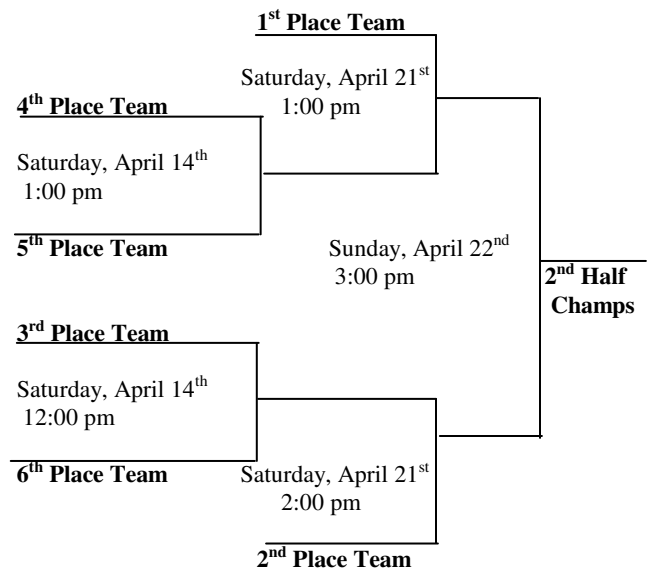 1st Place Team
Saturday, April 21st
1:00 pm
4th Place Team
Saturday, April 14th
1:00 pm
5th Place Team
Sunday, April 22nd
3:00 pm
2nd Half
Champs
3rd Place Team
Saturday, April 14th
12:00 pm
6th Place Team
Saturday, April 21st
2:00 pm
2nd Place Team